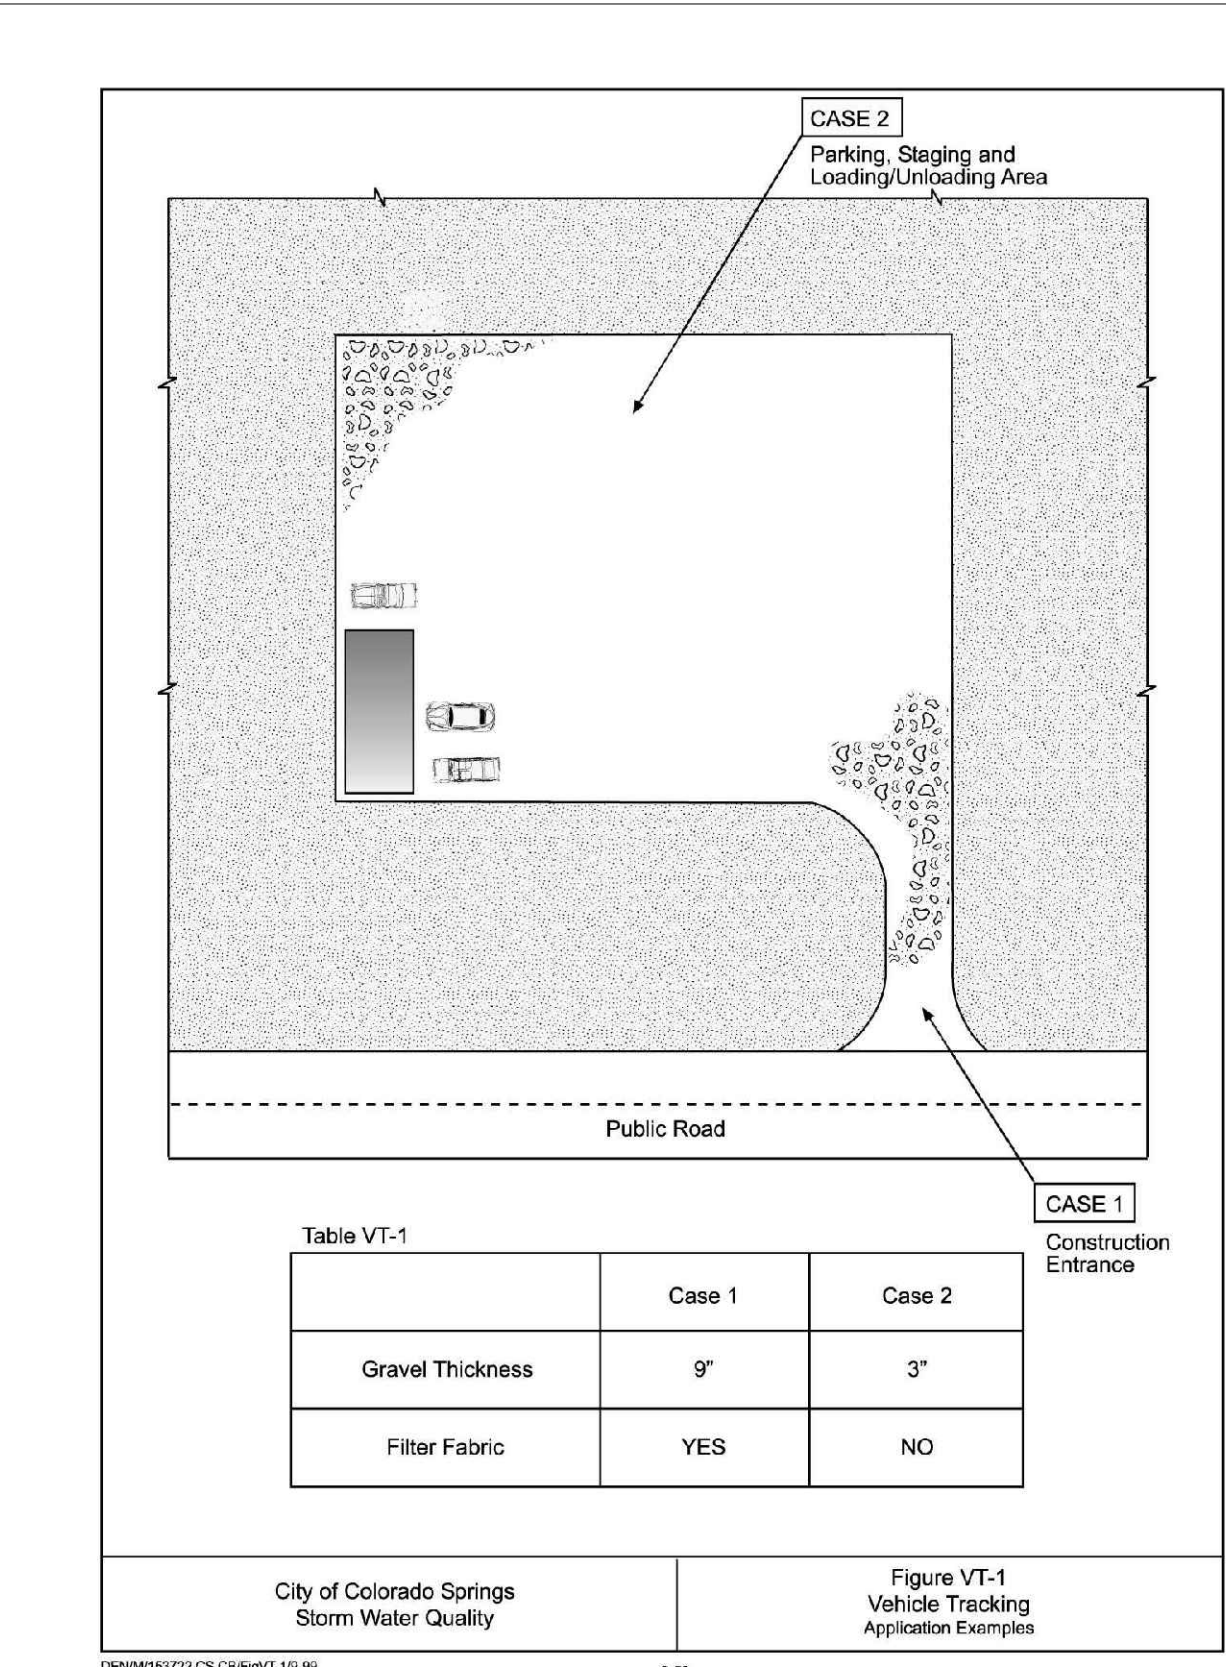 CASE 2
Parking, Staging and
Loading/Unloading Area
Public Road
CASE 1
Construction
Entrance
Table VT-1
Case 1 Case 2
Gravel Thickness 9” 3”
Filter Fabric YES NO
City of Colorado Springs
Storm Water Quality
Figure VT-1
Vehicle Tracking
Application Examples